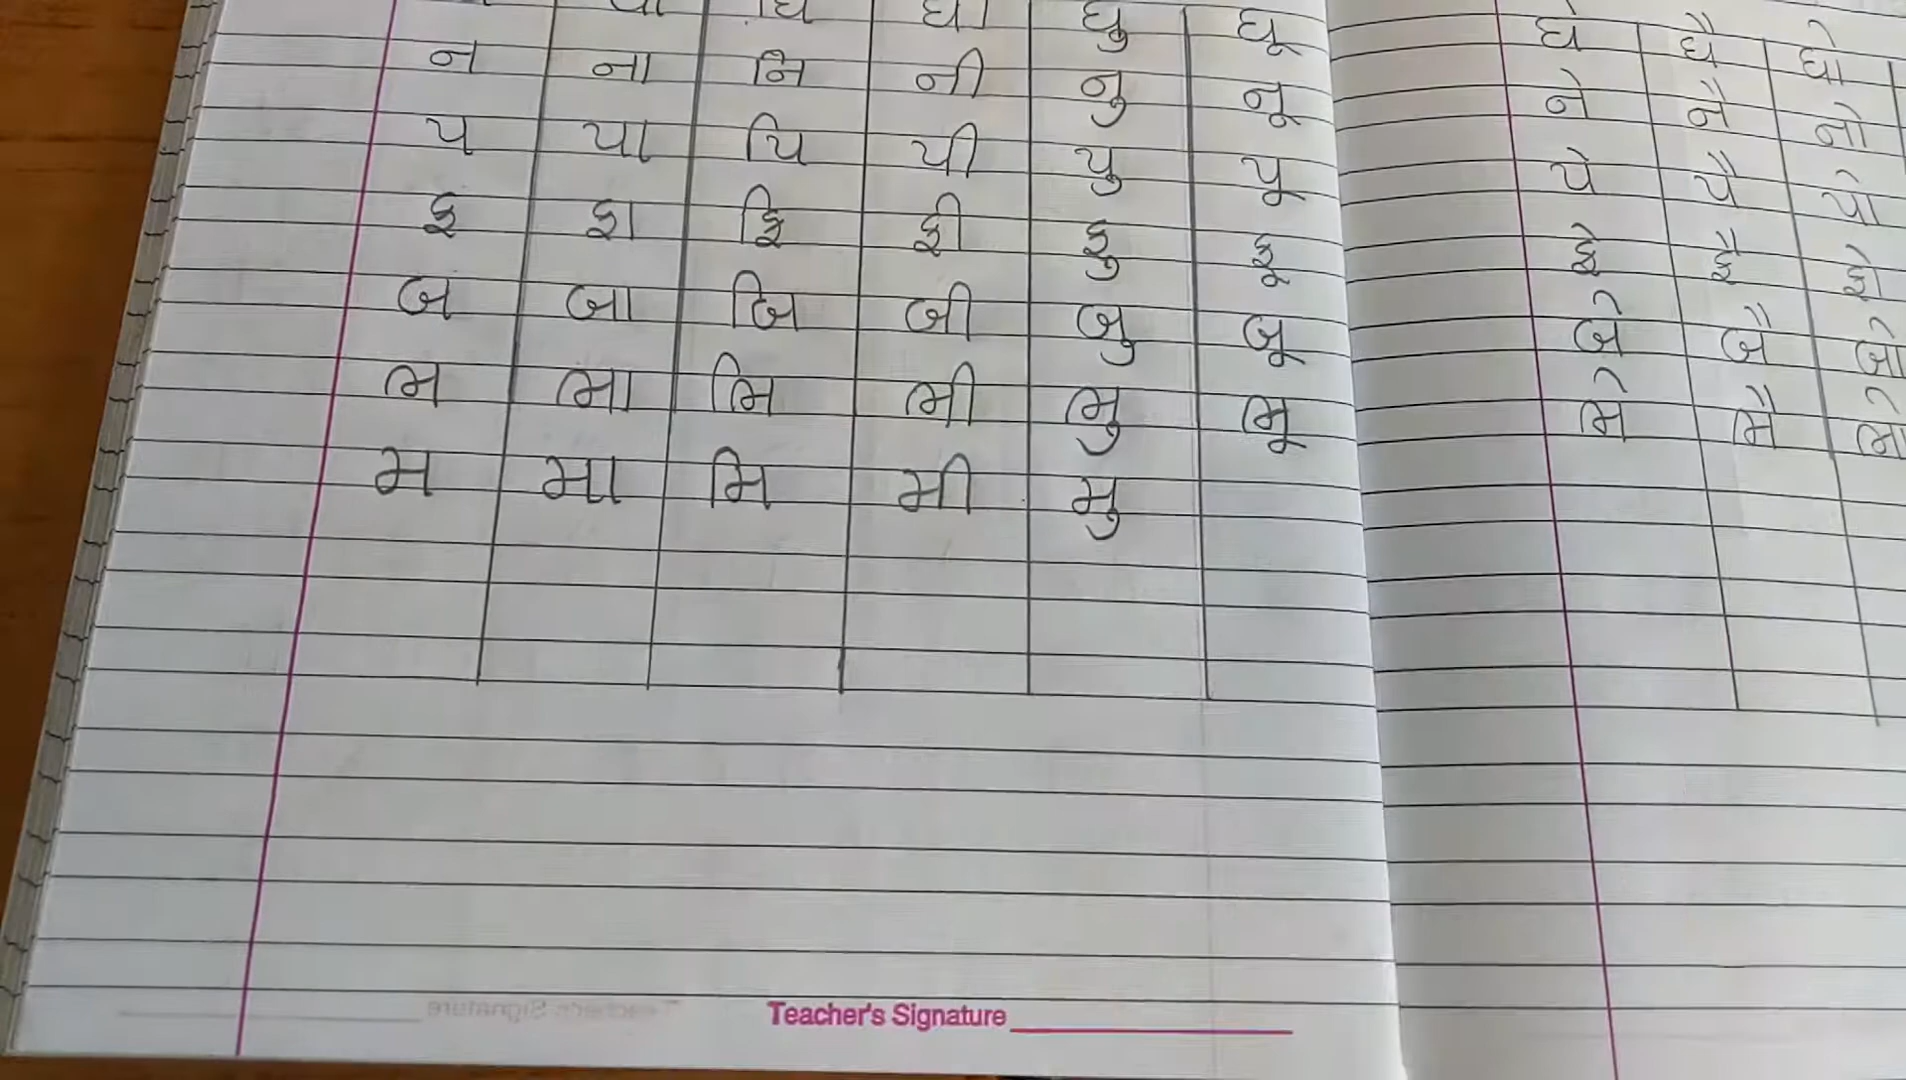 ધિ ધી ધુ ધૂ
ન ના નિ ની નુ નૂ
પ પા પિ પી પુ પૂ
ફ ફા ફિ ફી ફુ ફૂ
બ બા બિ બી બુ બૂ
ભ ભા ભિ ભી ભુ ભૂ
મ મા મિ મી મુ
Teacher's Signature
ધે ધૈ ધો
ને નૈ નો
પે પૈ પો
ફે ફૈ ફો
બે બૈ બો
ભે ભૈ ભો